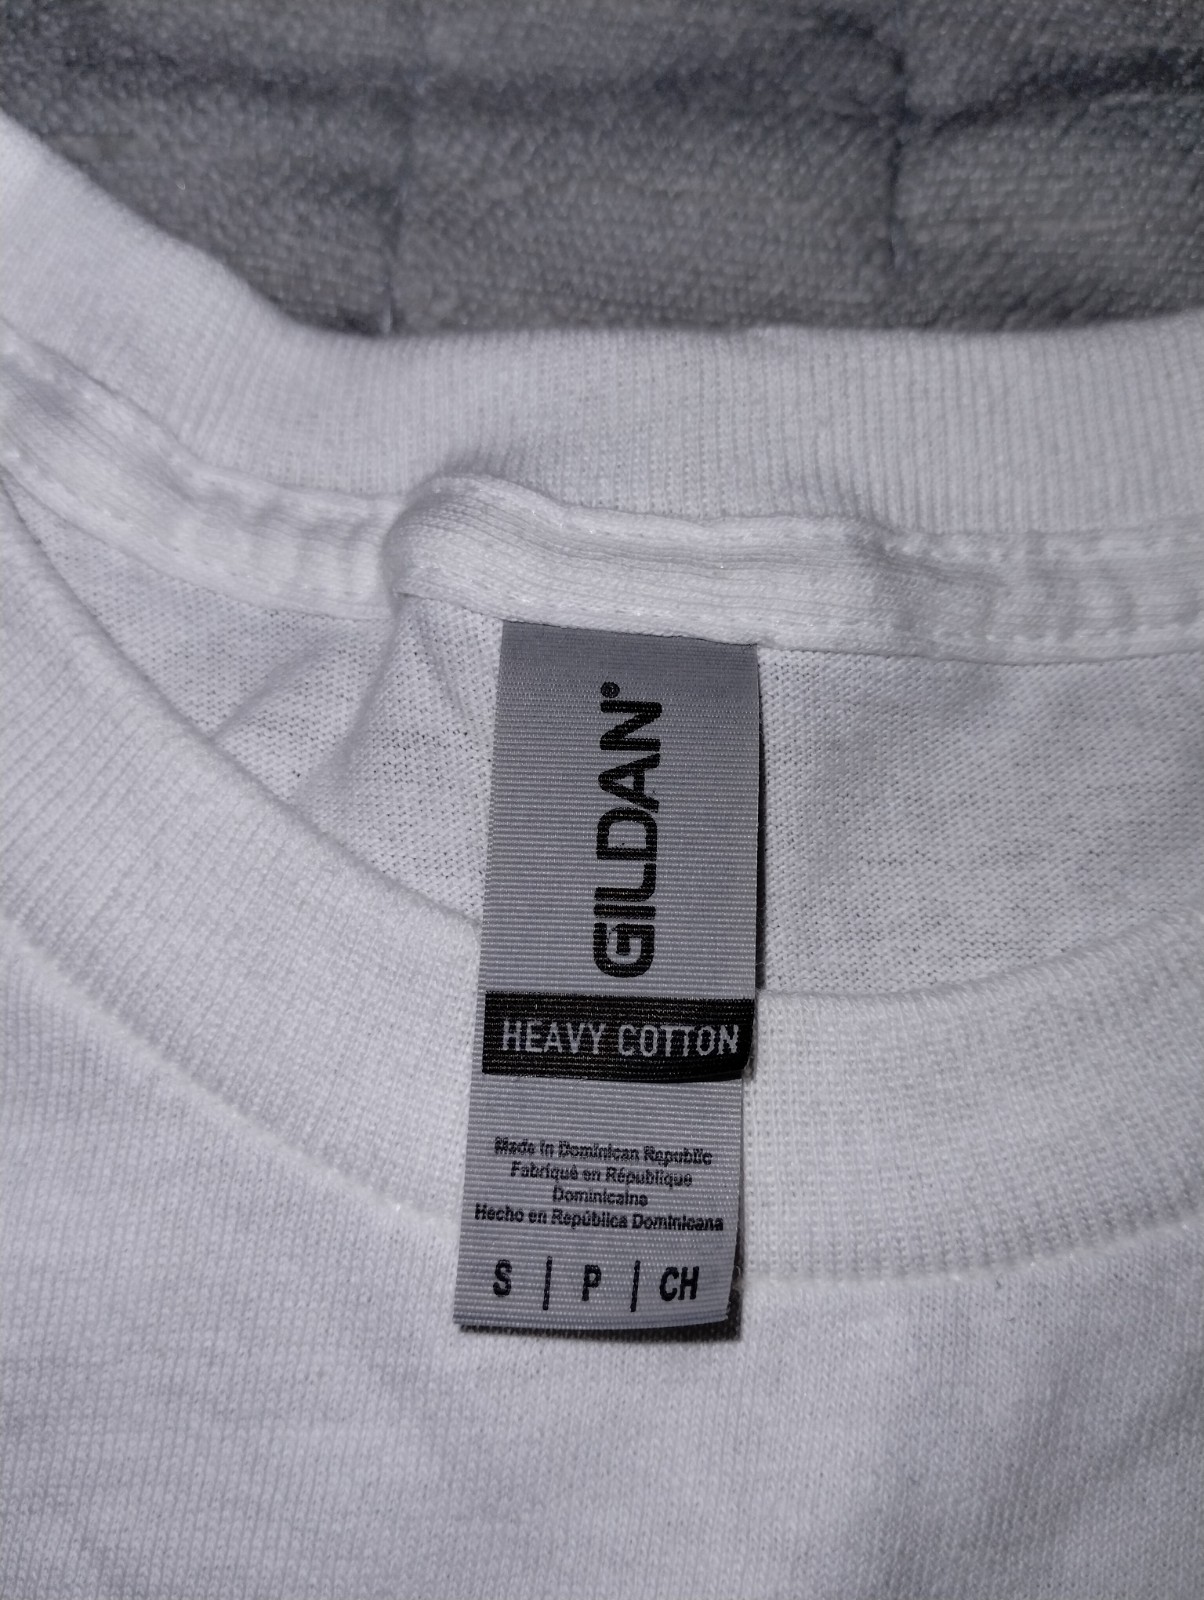 GILDAN®
HEAVY COTTON
Made in Dominican Republic
Fabriqué en République
Dominicaine
Hecho en República Dominicana
S | P | CH